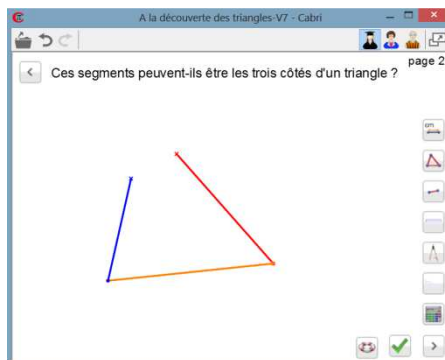 A la découverte des triangles-V7 - Cabri
page 2
Ces segments peuvent-ils être les trois côtés d'un triangle ?
cm